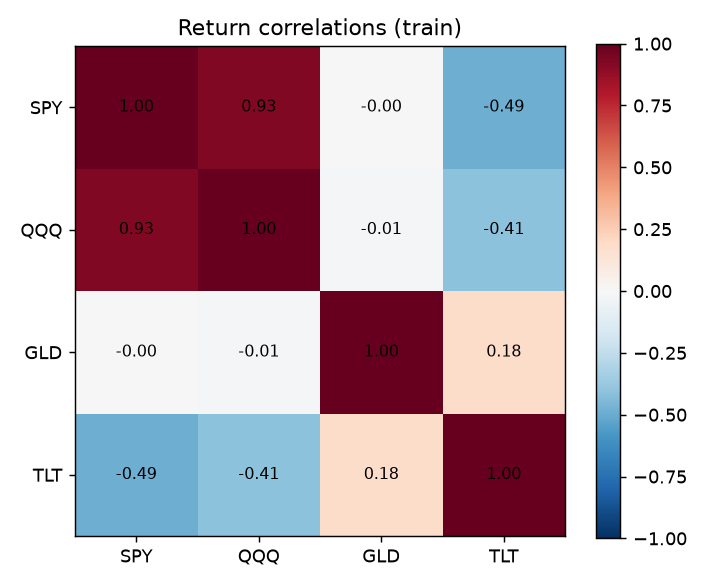 Return correlations (train)
SPY 1.00 0.93 -0.00 -0.49
QQQ 0.93 1.00 -0.01 -0.41
GLD -0.00 -0.01 1.00 0.18
TLT -0.49 -0.41 0.18 1.00
SPY QQQ GLD TLT
1.00
0.75
0.50
0.25
0.00
−0.25
−0.50
−0.75
−1.00